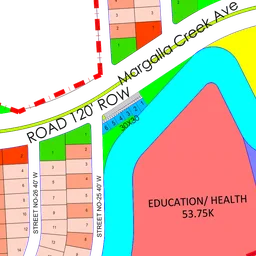 Margalla Creek Ave
ROAD 120' ROW
30X30
EDUCATION/ HEALTH
53.75K
STREET NO-26 40' W
STREET NO-25 40' W